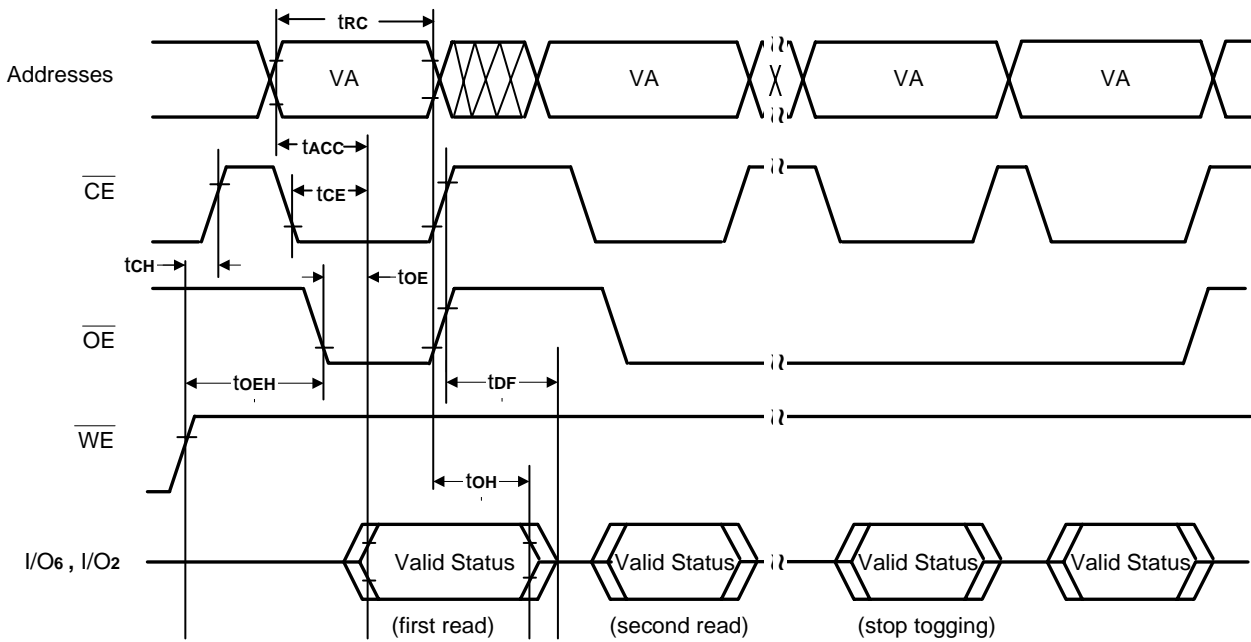 tRC
Addresses
VA
VA
VA
VA
tACC
CE
tCE
tCH
tOE
OE
tOEH
tDF
WE
tOH
I/O6 , I/O2
Valid Status
Valid Status
Valid Status
Valid Status
(first read)
(second read)
(stop togging)